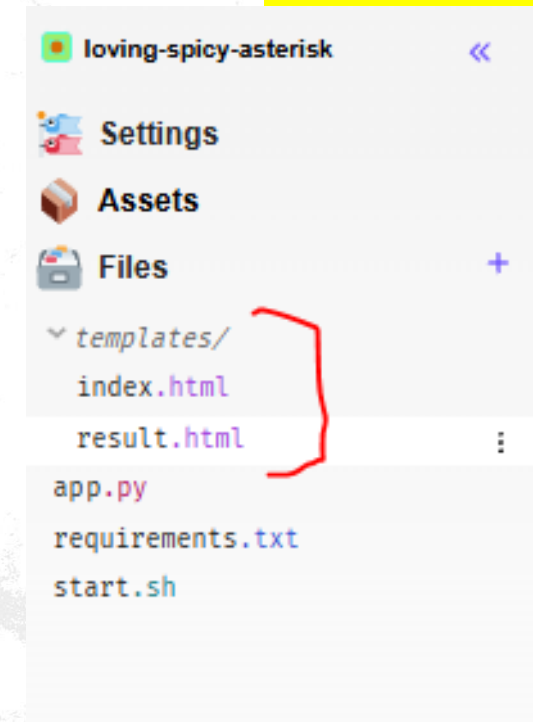 loving-spicy-asterisk «
Settings
Assets
Files +
templates/
index.html
result.html
app.py
requirements.txt
start.sh